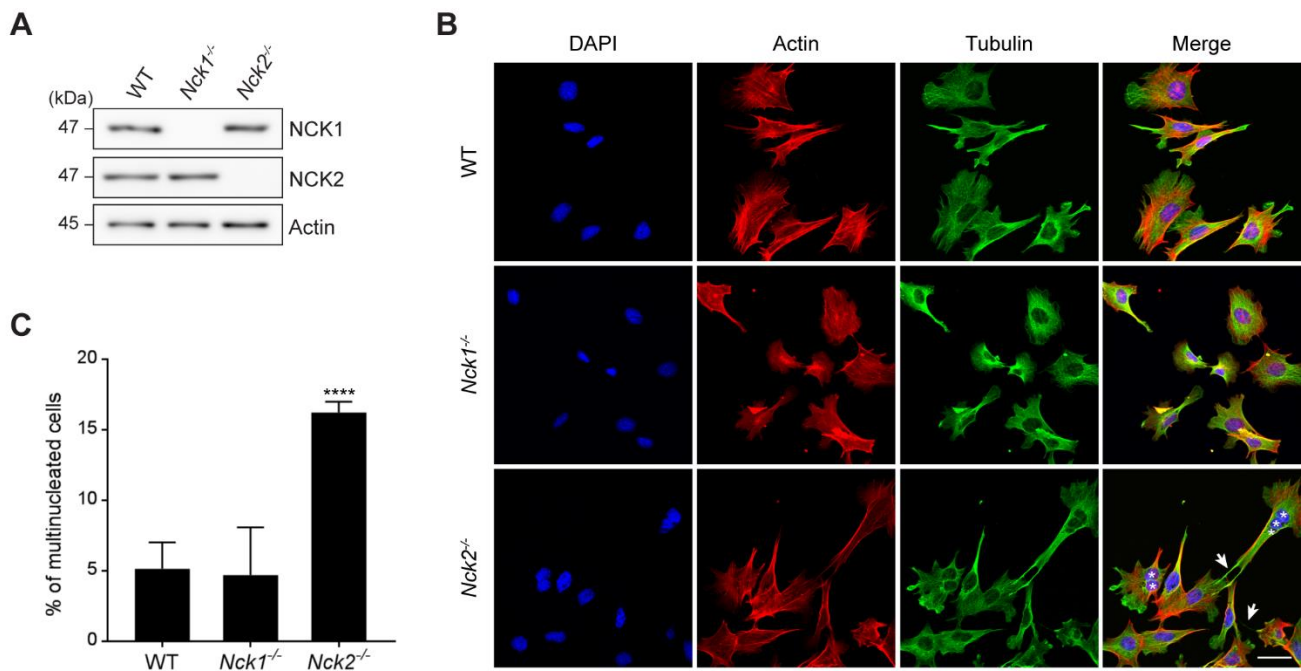 A
WT
Nck1-/-
Nck2-/-
(kDa)
47
NCK1
47
NCK2
45
Actin
B
DAPI
Actin
Tubulin
Merge
WT
Nck1-/-
Nck2-/-
*
*
*
*
*
C
% of multinucleated cells
20
15
10
5
0
****
WT
Nck1-/-
Nck2-/-